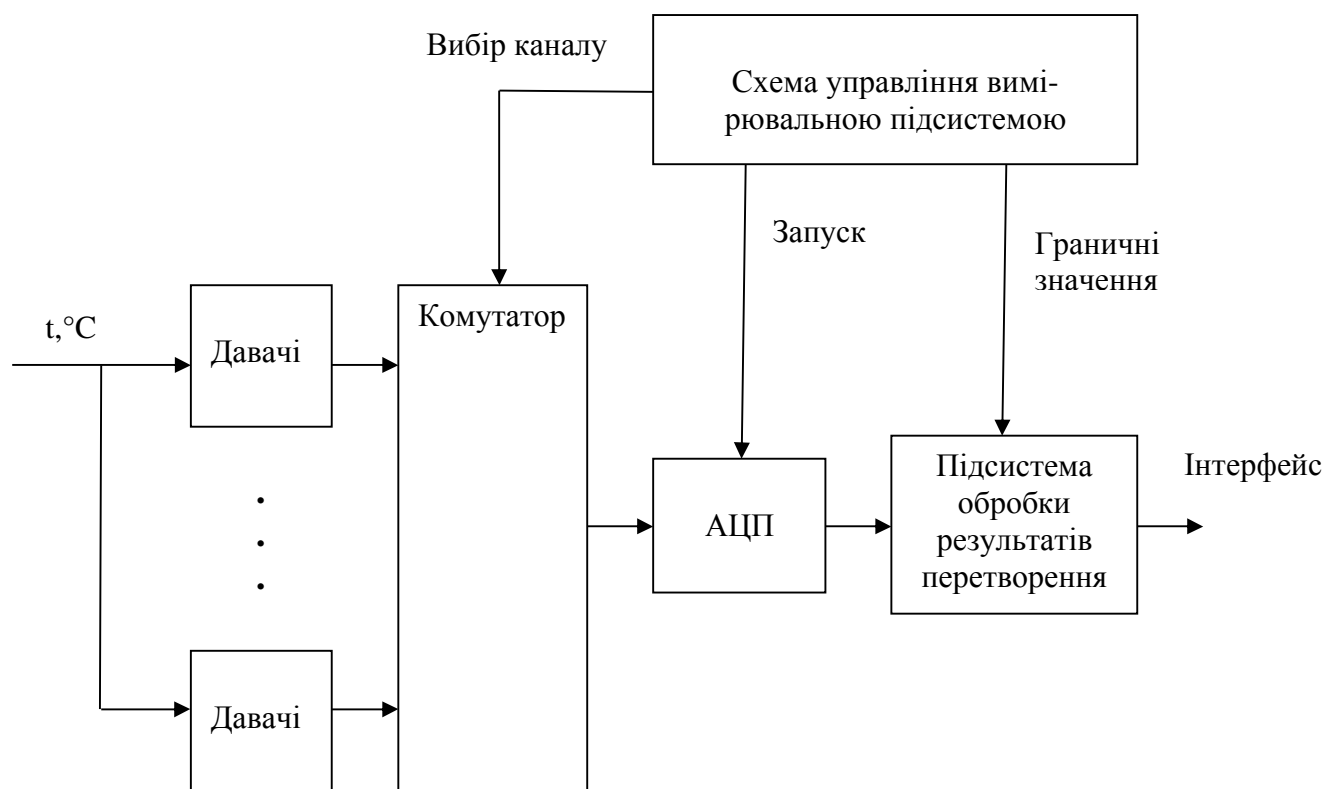 Вибір каналу
Схема управління вимі-
рювальною підсистемою
Запуск
Граничні
значення
t,°C
Давачі
Комутатор
АЦП
Підсистема
обробки
результатів
перетворення
Інтерфейс
Давачі